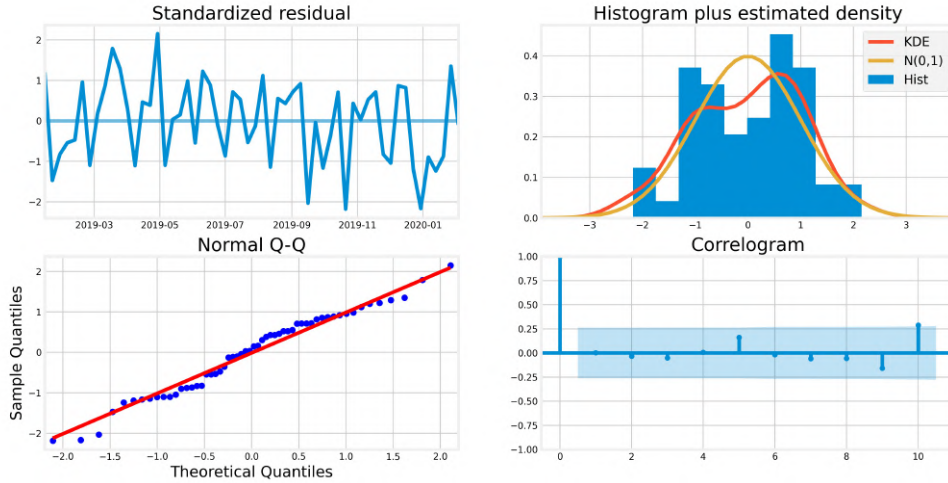 Standardized residual
2
1
0
−1
−2
2019-03 2019-05 2019-07 2019-09 2019-11 2020-01
Histogram plus estimated density
KDE
N(0,1)
Hist
0.4
0.3
0.2
0.1
0.0
−3 −2 −1 0 1 2 3
Normal Q-Q
Sample Quantiles
2
1
0
−1
−2
−2.0 −1.5 −1.0 −0.5 0.0 0.5 1.0 1.5 2.0
Theoretical Quantiles
Correlogram
1.00
0.75
0.50
0.25
0.00
−0.25
−0.50
−0.75
−1.00
0 2 4 6 8 10